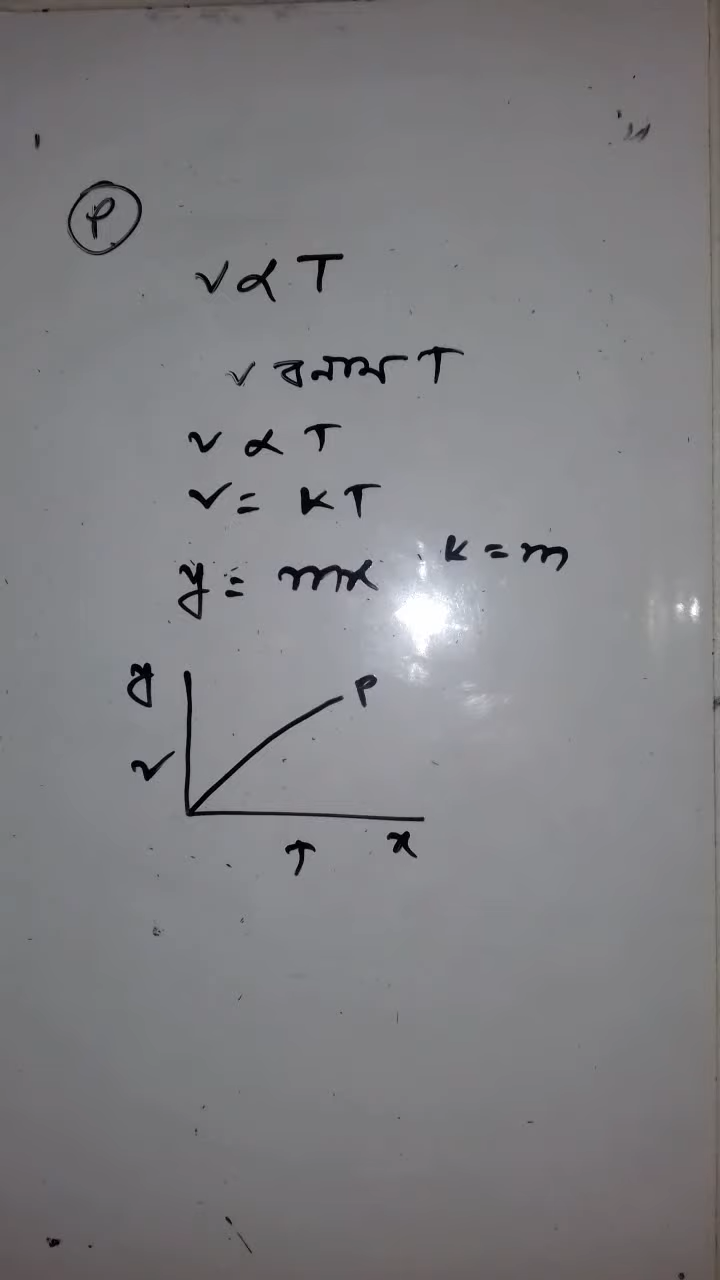 P
V ∝ T
V বনাম T
V ∝ T
V = KT
y = mx K = m
y
P
V
T x